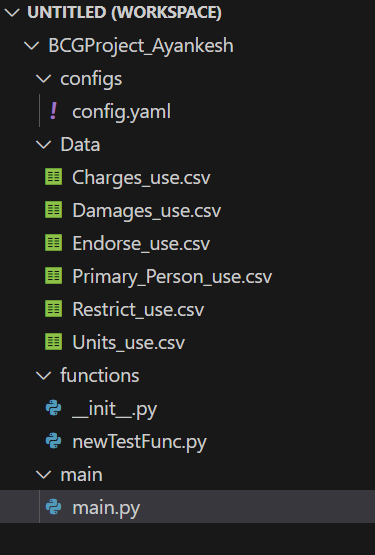 UNTITLED (WORKSPACE)
BCGProject_Ayankesh
configs
! config.yaml
Data
Charges_use.csv
Damages_use.csv
Endorse_use.csv
Primary_Person_use.csv
Restrict_use.csv
Units_use.csv
functions
__init__.py
newTestFunc.py
main
main.py